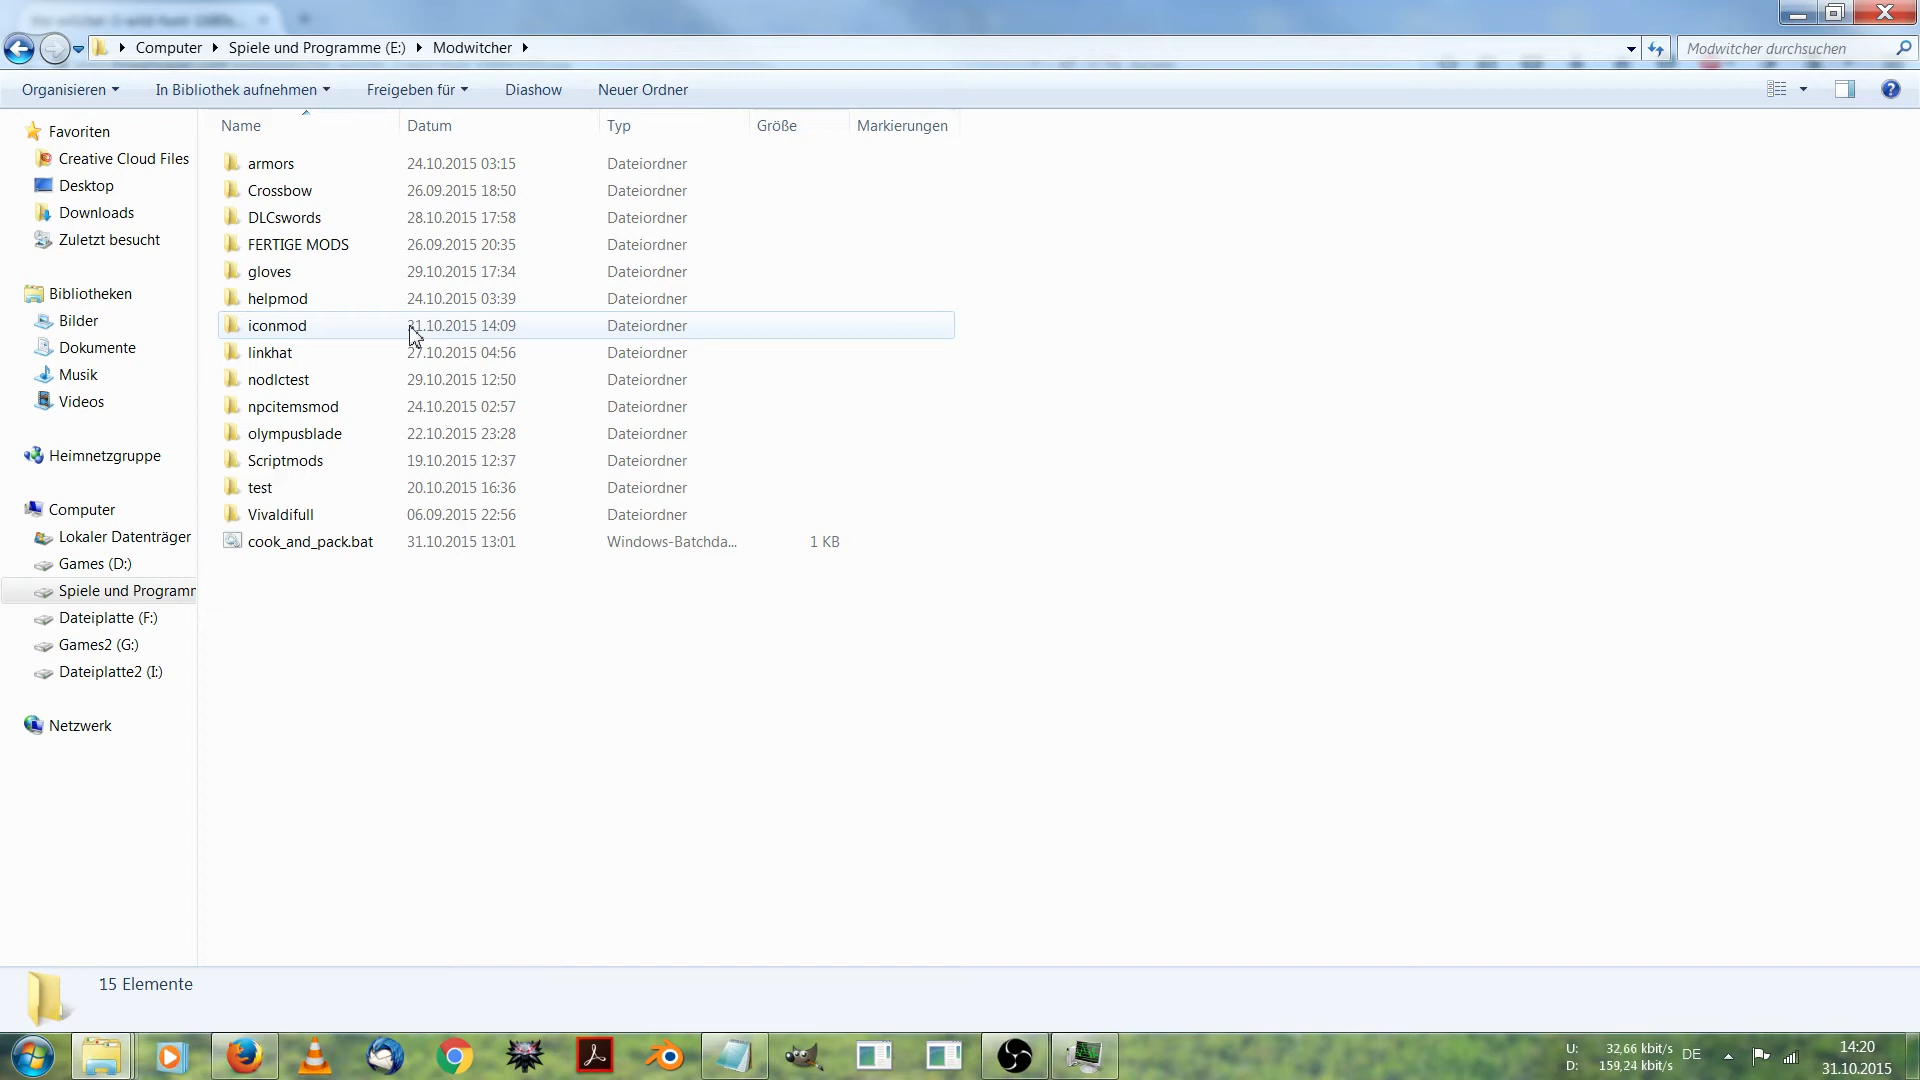 Computer Spiele und Programme (E:) Modwitcher
Modwitcher durchsuchen
Organisieren In Bibliothek aufnehmen Freigeben für Diashow Neuer Ordner
Name Datum Typ Größe Markierungen
Favoriten
Creative Cloud Files
Desktop
Downloads
Zuletzt besucht
Bibliotheken
Bilder
Dokumente
Musik
Videos
Heimnetzgruppe
Computer
Lokaler Datenträger
Games (D:)
Spiele und Programm
Dateiplatte (F:)
Games2 (G:)
Dateiplatte2 (I:)
Netzwerk
armors 24.10.2015 03:15 Dateiordner
Crossbow 26.09.2015 18:50 Dateiordner
DLCswords 28.10.2015 17:58 Dateiordner
FERTIGE MODS 26.09.2015 20:35 Dateiordner
gloves 29.10.2015 17:34 Dateiordner
helpmod 24.10.2015 03:39 Dateiordner
iconmod 31.10.2015 14:09 Dateiordner
linkhat 27.10.2015 04:56 Dateiordner
nodlctest 29.10.2015 12:50 Dateiordner
npcitemsmod 24.10.2015 02:57 Dateiordner
olympusblade 22.10.2015 23:28 Dateiordner
Scriptmods 19.10.2015 12:37 Dateiordner
test 20.10.2015 16:36 Dateiordner
Vivaldifull 06.09.2015 22:56 Dateiordner
cook_and_pack.bat 31.10.2015 13:01 Windows-Batchda... 1 KB
15 Elemente
U: 32,66 kbit/s
D: 159,24 kbit/s
DE
14:20
31.10.2015